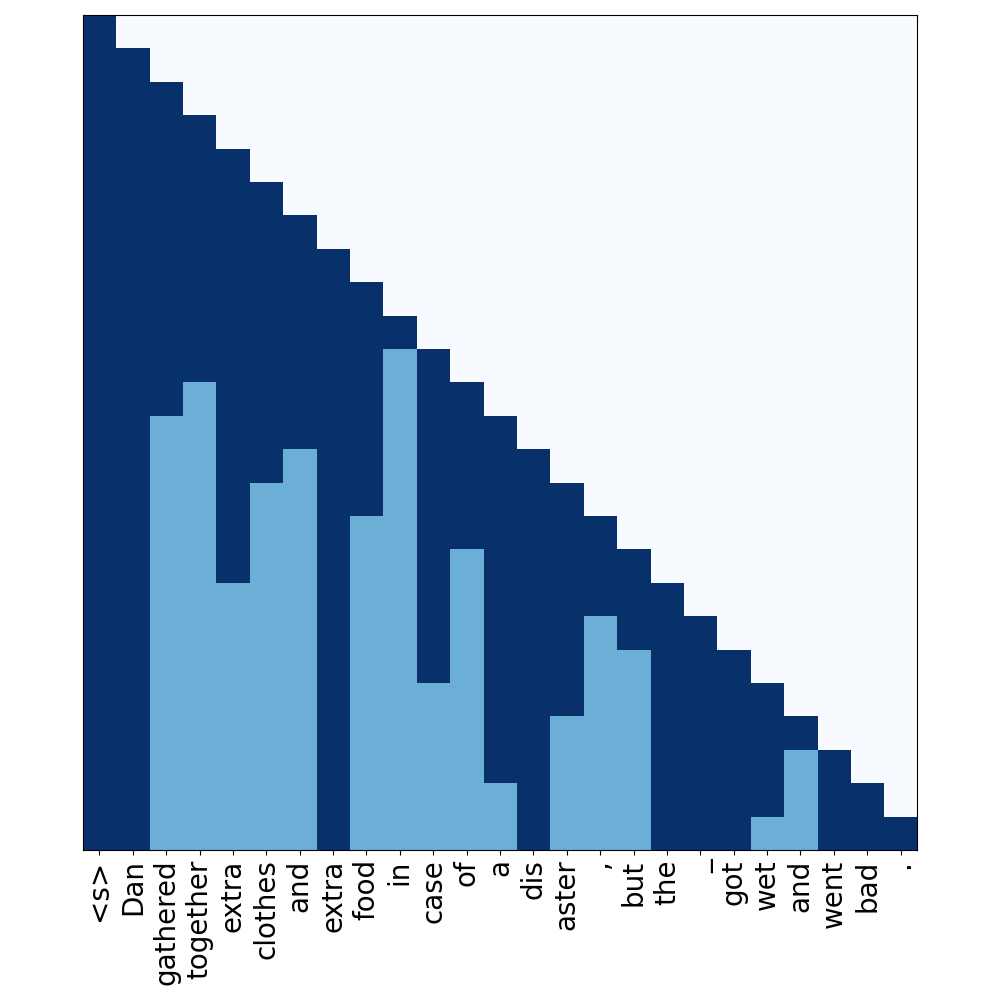 <s>
Dan
gathered
together
extra
clothes
and
extra
food
in
case
of
a
dis
aster
,
but
the
_
got
wet
and
went
bad
.